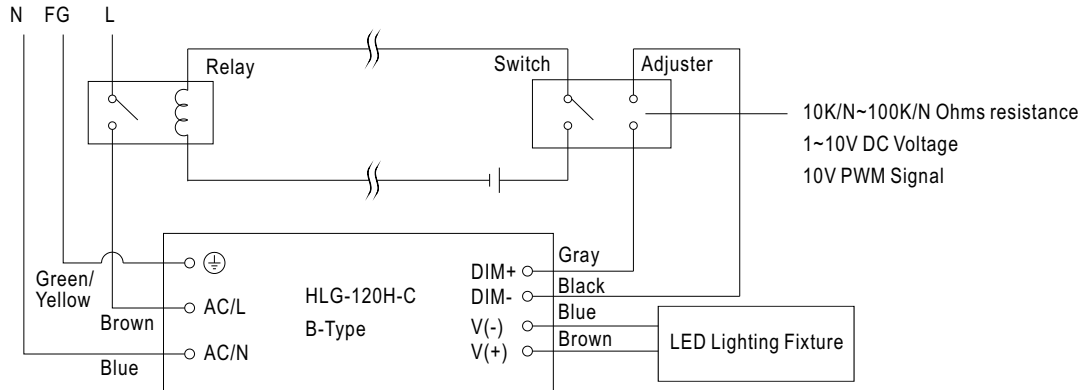 N FG L
Relay
Switch
Adjuster
10K/N~100K/N Ohms resistance
1~10V DC Voltage
10V PWM Signal
Green/
Yellow
Brown
Blue
AC/L
AC/N
HLG-120H-C
B-Type
DIM+
DIM-
V(-)
V(+)
Gray
Black
Blue
Brown
LED Lighting Fixture